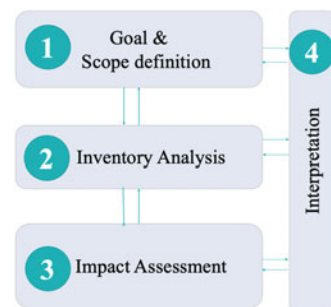 1
Goal &
Scope definition
2
Inventory Analysis
3
Impact Assessment
4
Interpretation